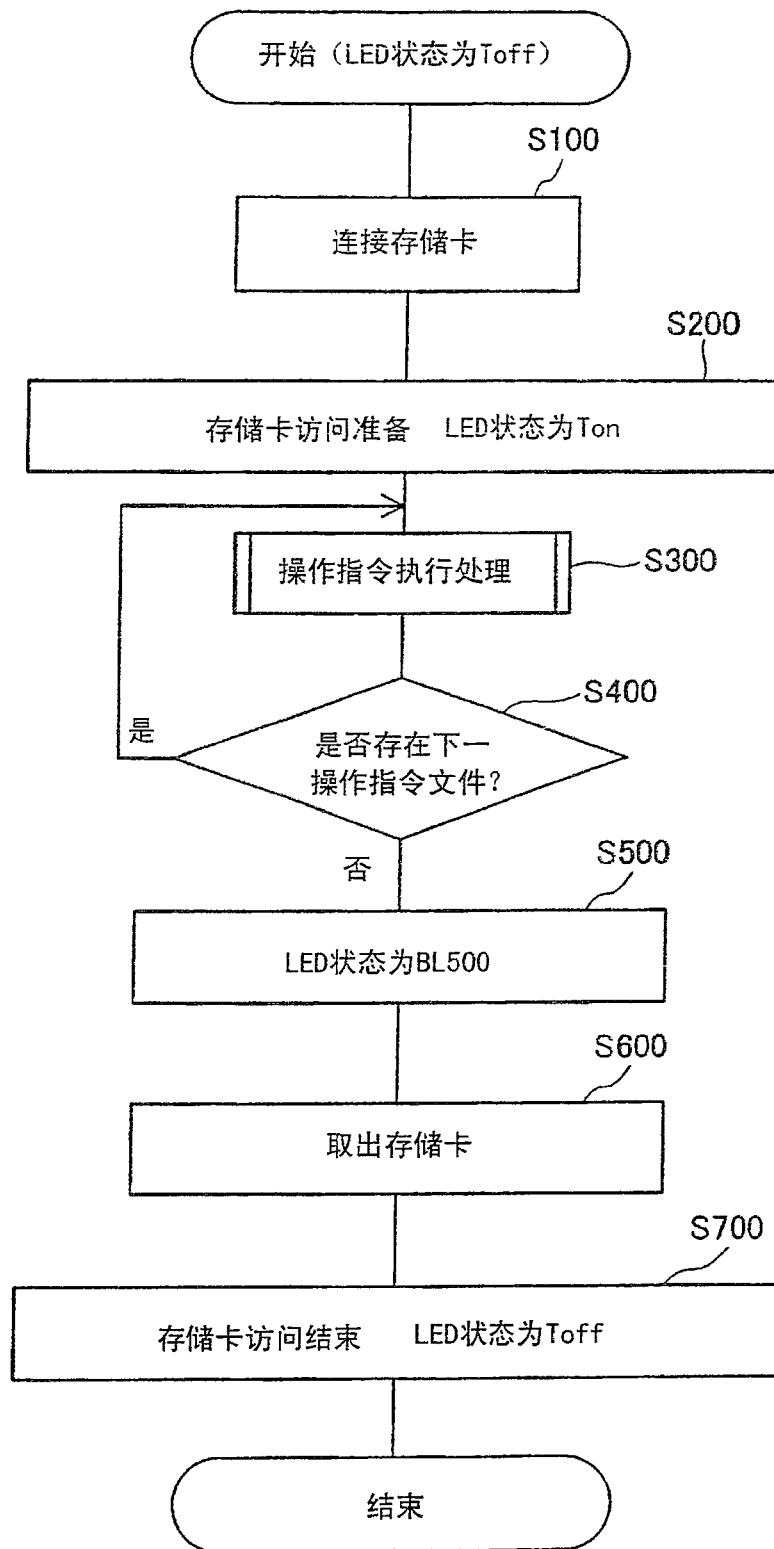 开始（LED状态为Toff）
S100
连接存储卡
S200
存储卡访问准备 LED状态为Ton
操作指令执行处理
S300
S400
是
是否存在下一
操作指令文件？
否
S500
LED状态为BL500
S600
取出存储卡
S700
存储卡访问结束 LED状态为Toff
结束